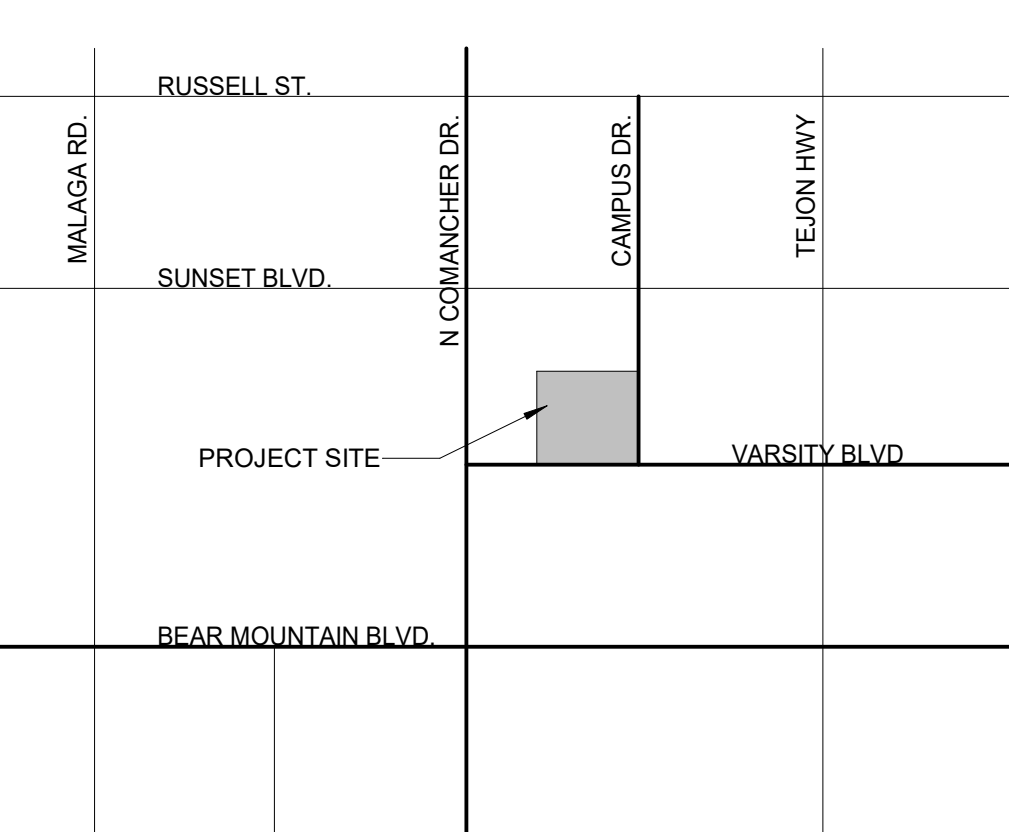 RUSSELL ST.
MALAGA RD.
N COMANCHER DR.
CAMPUS DR.
TEJON HWY
SUNSET BLVD.
PROJECT SITE
VARSITY BLVD
BEAR MOUNTAIN BLVD.